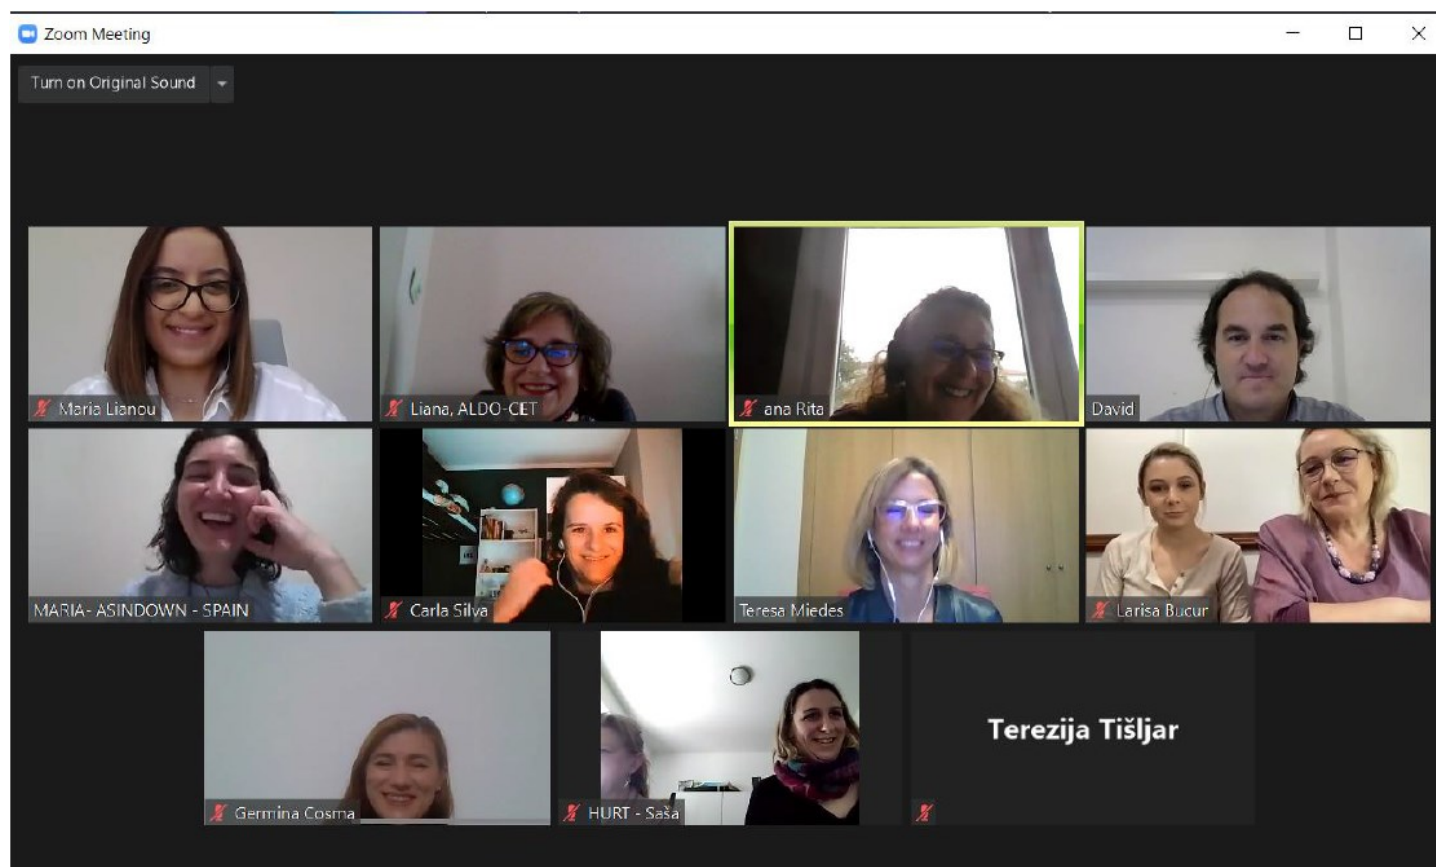 Zoom Meeting
Turn on Original Sound
Maria Lianou
Liana, ALDO-CET
ana Rita
David
MARIA- ASINDOWN - SPAIN
Carla Silva
Teresa Miedes
Larisa Bucur
Germina Cosma
HURT - Saša
Terezija Tišljar